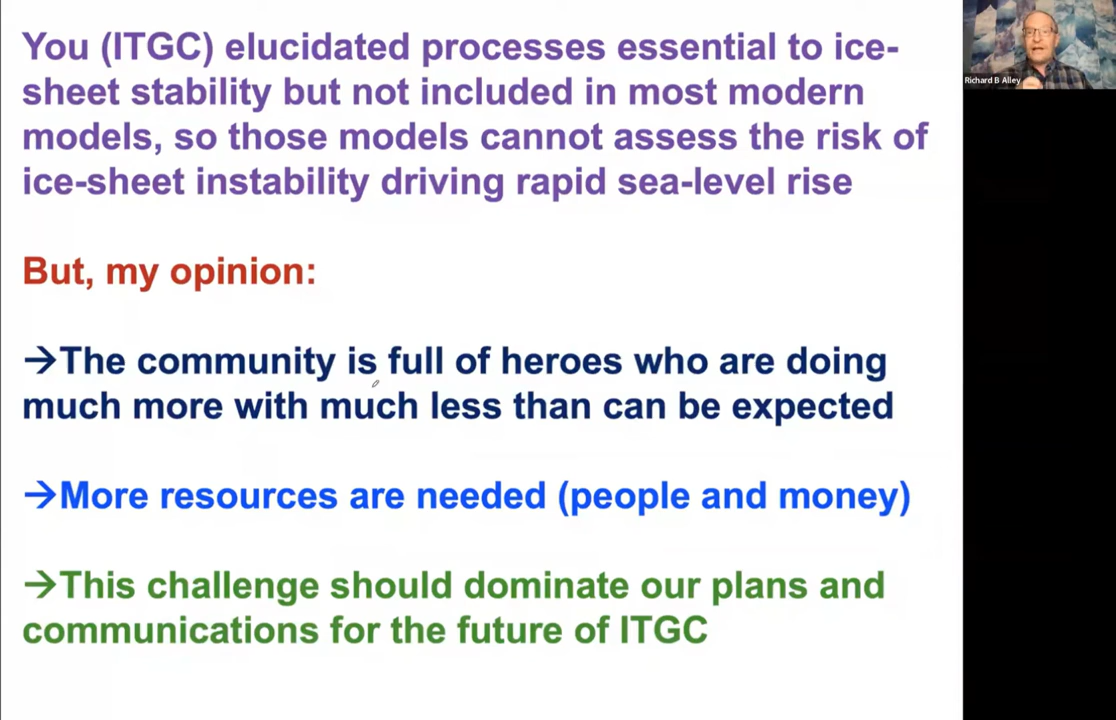 You (ITGC) elucidated processes essential to ice-
sheet stability but not included in most modern
models, so those models cannot assess the risk of
ice-sheet instability driving rapid sea-level rise
But, my opinion:
→The community is full of heroes who are doing
much more with much less than can be expected
→More resources are needed (people and money)
→This challenge should dominate our plans and
communications for the future of ITGC
Richard B Alley